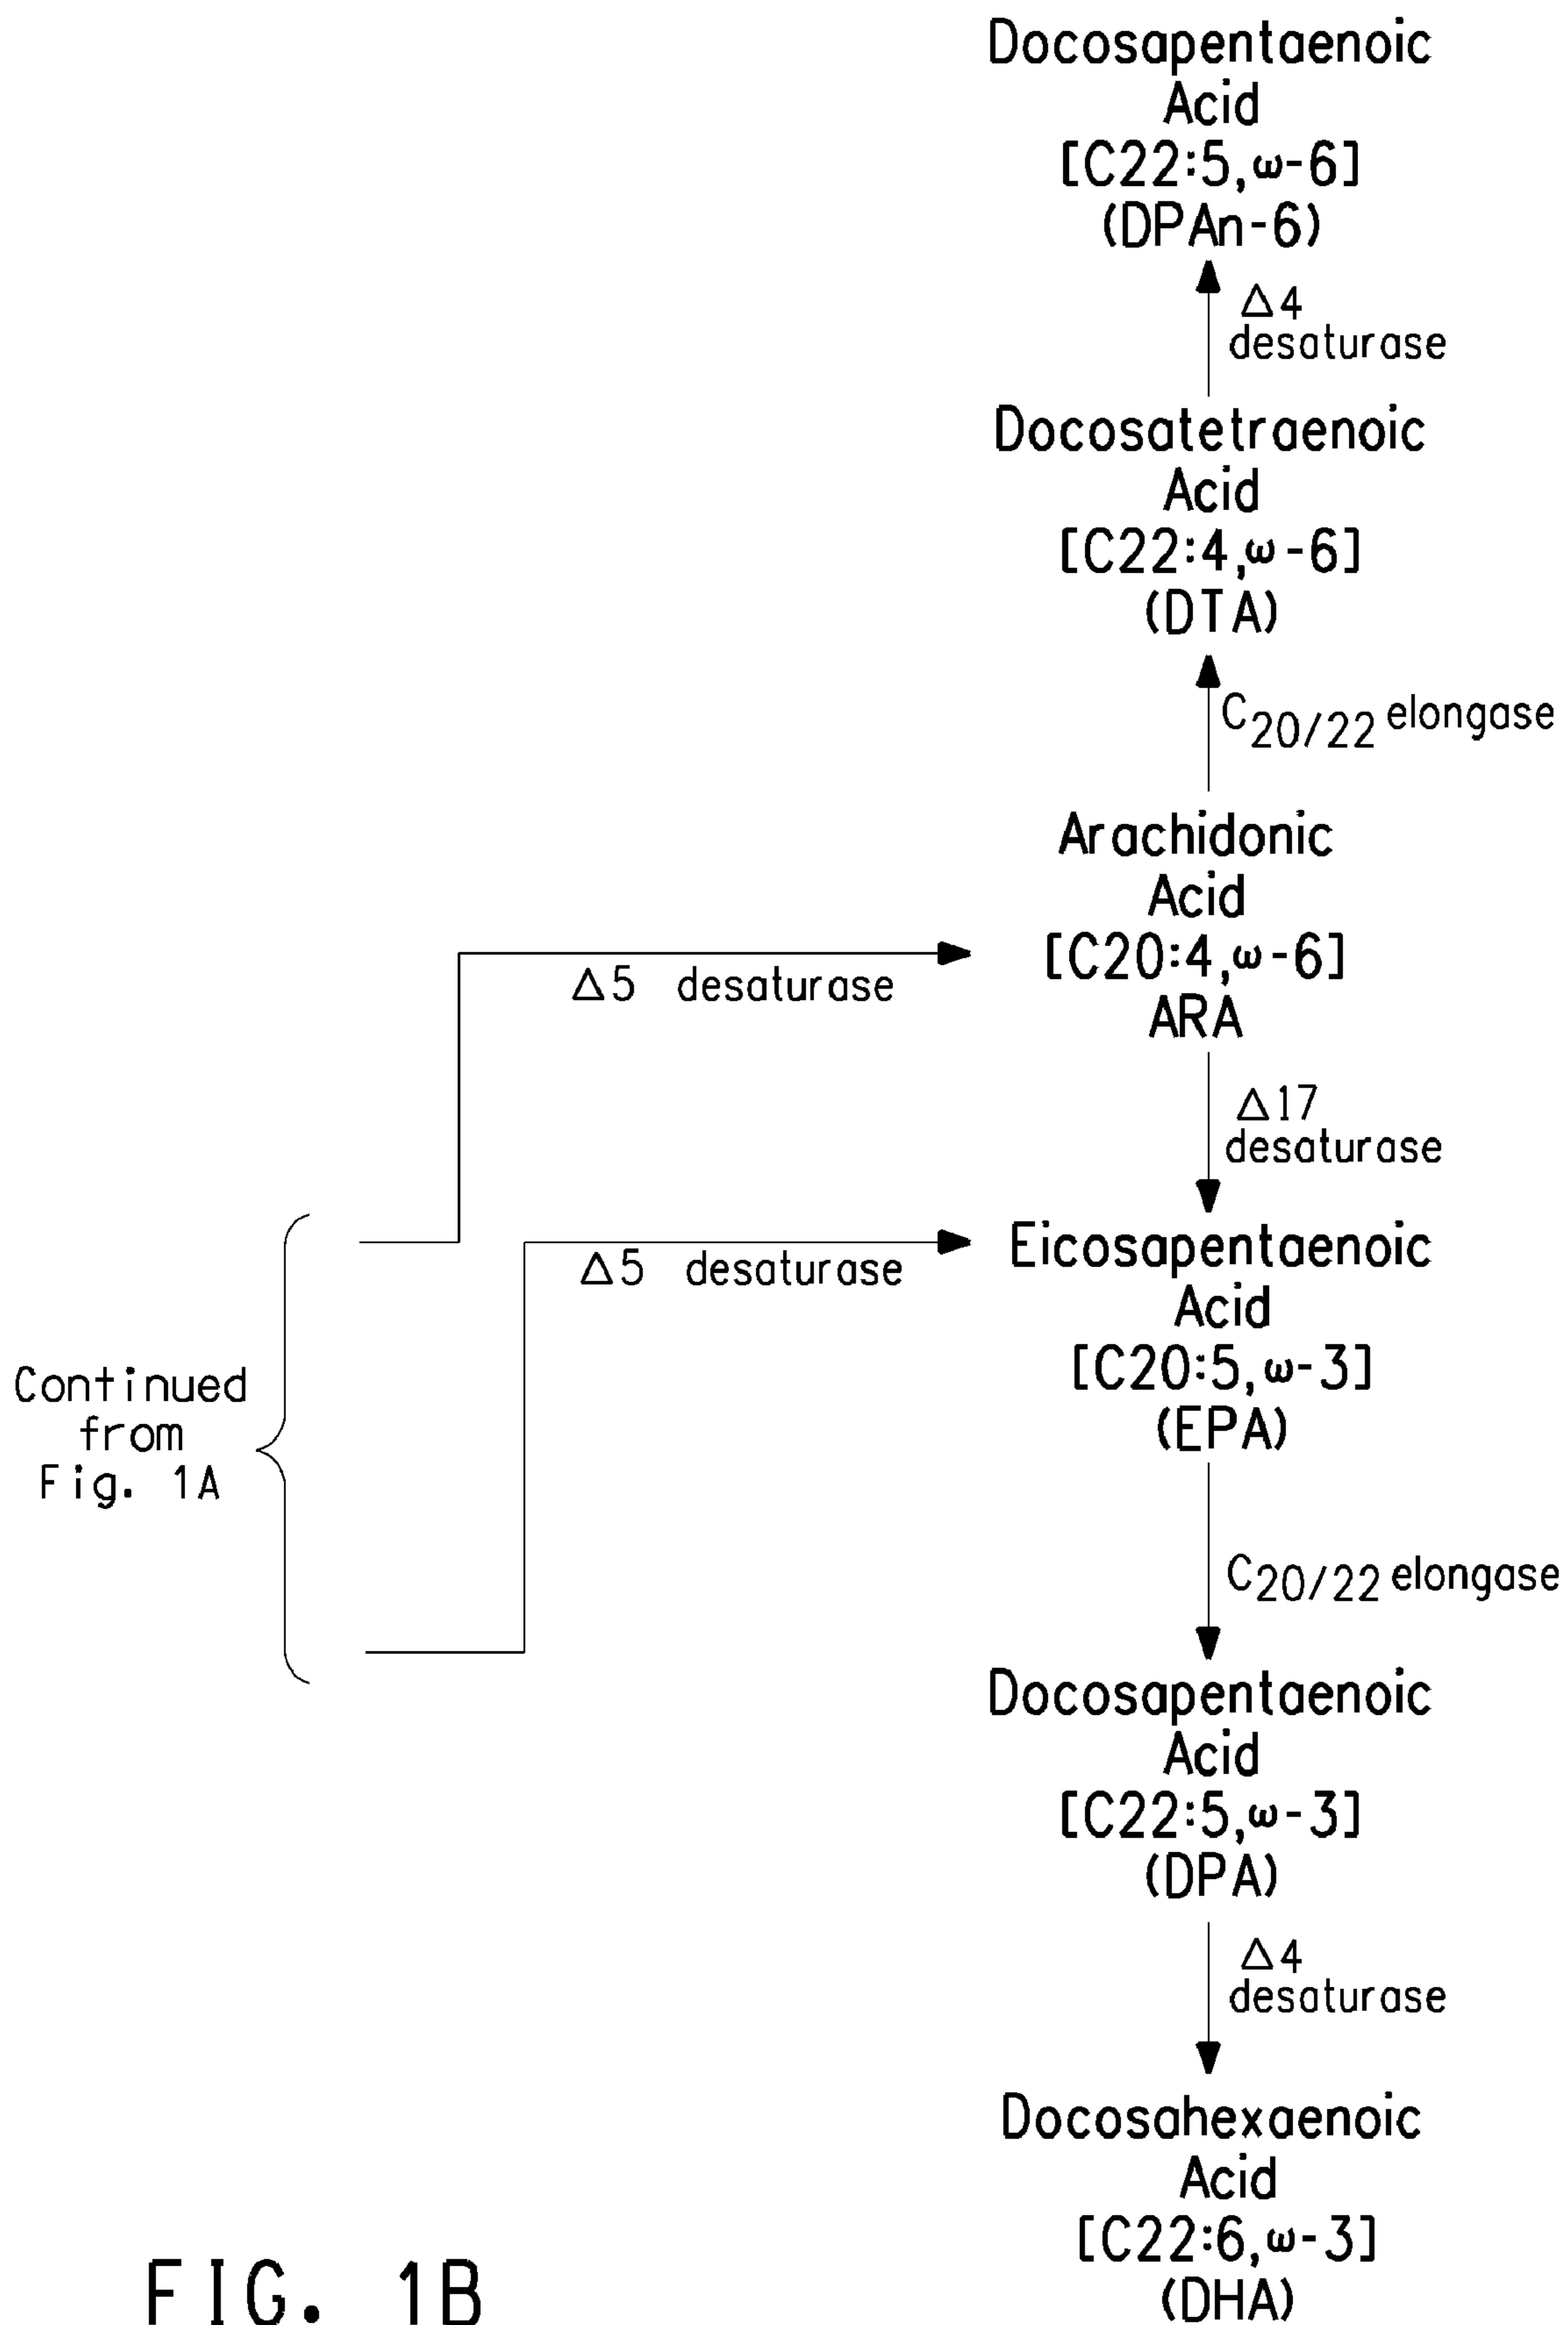 Docosapentaenoic
Acid
[C22:5,ω-6]
(DPAn-6)
Δ4
desaturase
Docosatetraenoic
Acid
[C22:4,ω-6]
(DTA)
C20/22 elongase
Arachidonic
Acid
[C20:4,ω-6]
ARA
Δ5 desaturase
Δ17
desaturase
Δ5 desaturase
Eicosapentaenoic
Acid
[C20:5,ω-3]
(EPA)
Continued
from
Fig. 1A
C20/22 elongase
Docosapentaenoic
Acid
[C22:5,ω-3]
(DPA)
Δ4
desaturase
Docosahexaenoic
Acid
[C22:6,ω-3]
(DHA)
FIG. 1B